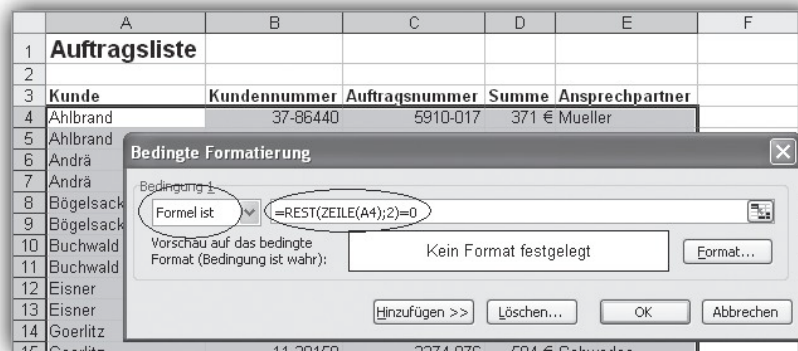 A B C D E F
1 Auftragsliste
2
3 Kunde Kundennummer Auftragsnummer Summe Ansprechpartner
4 Ahlbrand 37-86440 5910-017 371 € Mueller
5 Ahlbrand
6 Andrä
7 Andrä
8 Bögelsack
9 Bögelsack
10 Buchwald
11 Buchwald
12 Eisner
13 Eisner
14 Goerlitz
Bedingte Formatierung
Bedingung 1
Formel ist =REST(ZEILE(A4);2)=0
Vorschau auf das bedingte
Format (Bedingung ist wahr):
Kein Format festgelegt
Format...
Hinzufügen >> Löschen... OK Abbrechen